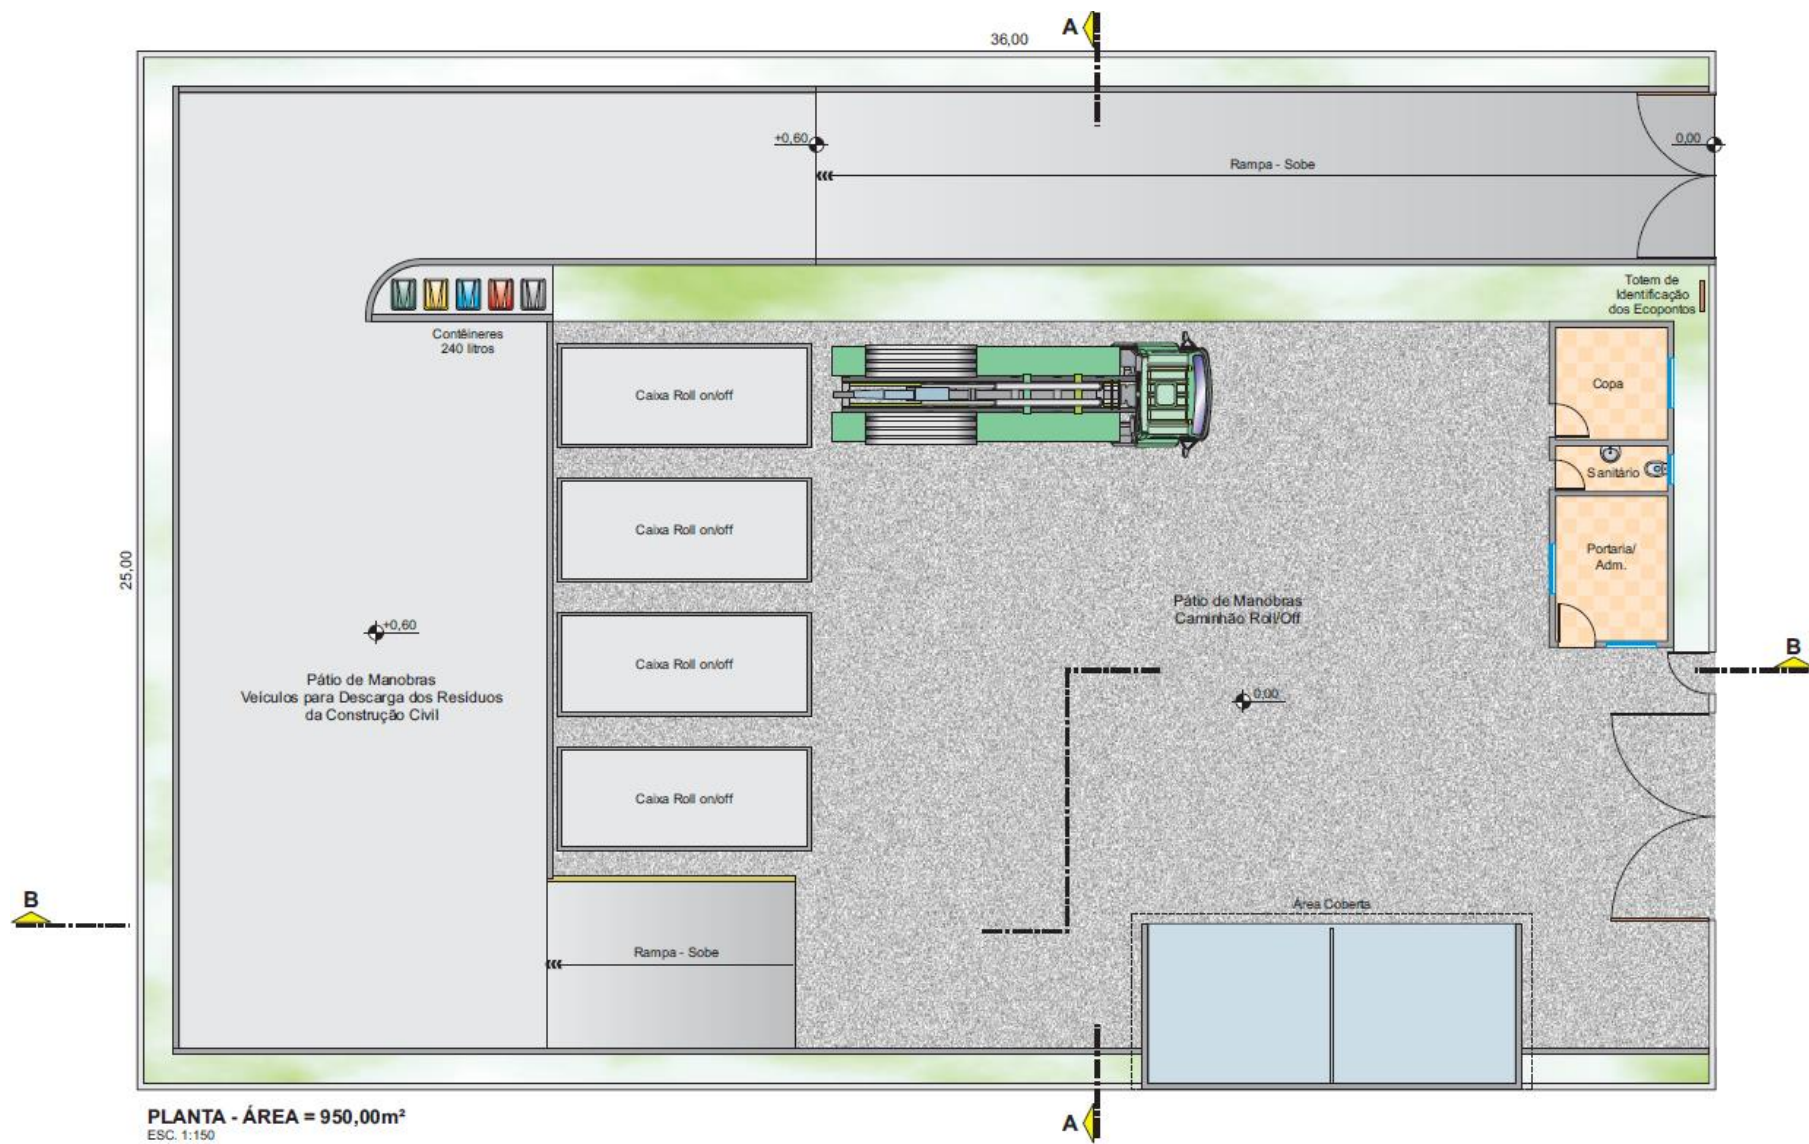 A
36,00
+0,60
0,00
Rampa - Sobe
Totem de
Identificação
dos Ecopontos
Contêineres
240 litros
Caixa Roll on/off
Copa
Sanitário
Caixa Roll on/off
Portaria/
Adm.
25,00
Pátio de Manobras
Caminhão Roll/Off
+0,60
Caixa Roll on/off
B
Pátio de Manobras
Veículos para Descarga dos Resíduos
da Construção Civil
0,00
Caixa Roll on/off
B
Área Coberta
Rampa - Sobe
PLANTA - ÁREA = 950,00m²
ESC. 1:150
A